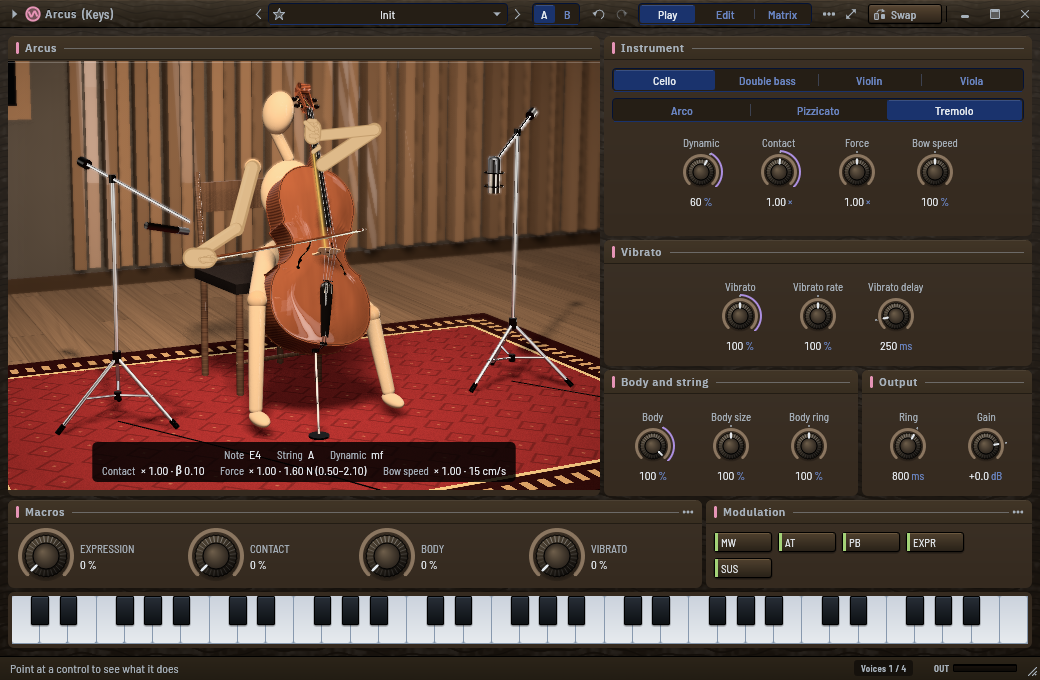 Arcus (Keys)
Init
A B
Play Edit Matrix
Swap
Arcus
Instrument
Cello Double bass Violin Viola
Arco Pizzicato Tremolo
Dynamic Contact Force Bow speed
60 % 1.00 × 1.00 × 100 %
Vibrato
Vibrato Vibrato rate Vibrato delay
100 % 100 % 250 ms
Body and string
Body Body size Body ring
100 % 100 % 100 %
Output
Ring Gain
800 ms +0.0 dB
Note E4 String A Dynamic mf
Contact × 1.00 · β 0.10 Force × 1.00 · 1.60 N (0.50–2.10) Bow speed × 1.00 · 15 cm/s
Macros
EXPRESSION
0 %
CONTACT
0 %
BODY
0 %
VIBRATO
0 %
Modulation
MW AT PB EXPR
SUS
Point at a control to see what it does
Voices 1 / 4
OUT